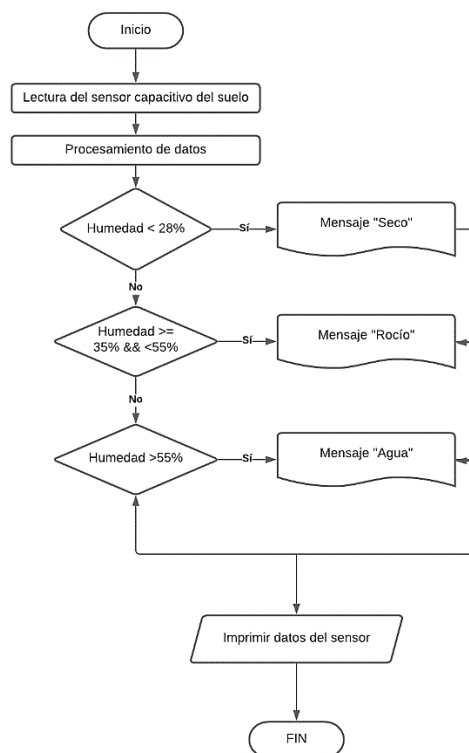 Inicio
Lectura del sensor capacitivo del suelo
Procesamiento de datos
Humedad < 28%
Sí
Mensaje "Seco"
No
Humedad >=
35% && <55%
Sí
Mensaje "Rocío"
No
Humedad >55%
Sí
Mensaje "Agua"
Imprimir datos del sensor
FIN